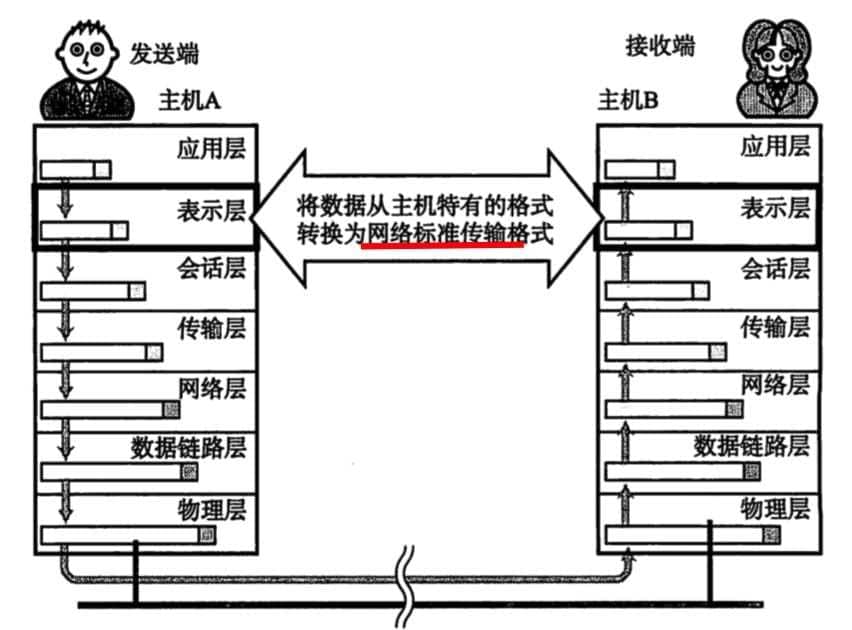 发送端
主机A
接收端
主机B
应用层
表示层
会话层
传输层
网络层
数据链路层
物理层
将数据从主机特有的格式
转换为网络标准传输格式
应用层
表示层
会话层
传输层
网络层
数据链路层
物理层